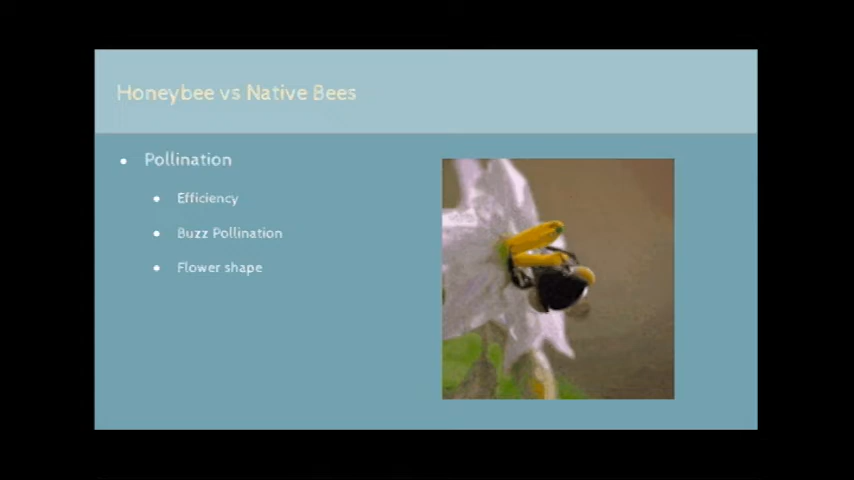 Honeybee vs Native Bees
Pollination
Efficiency
Buzz Pollination
Flower shape